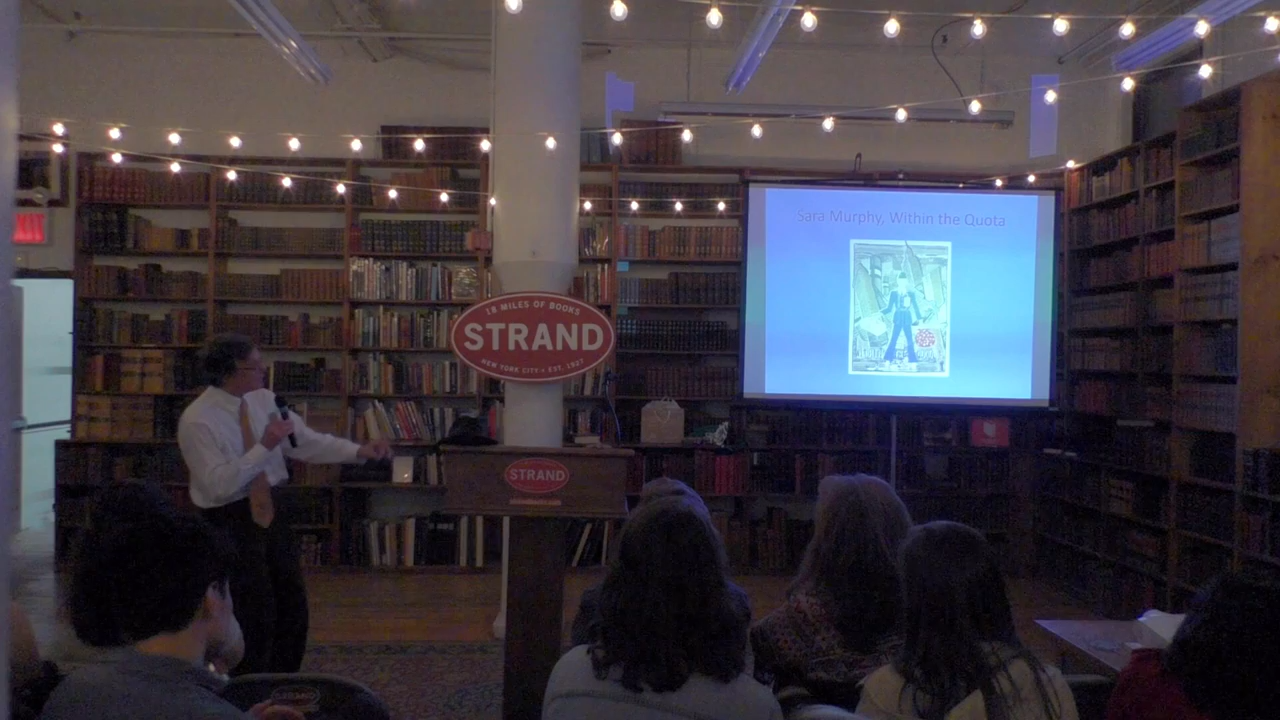 EXIT
Sara Murphy, Within the Quota
18 MILES OF BOOKS
STRAND
NEW YORK CITY • EST. 1927
STRAND